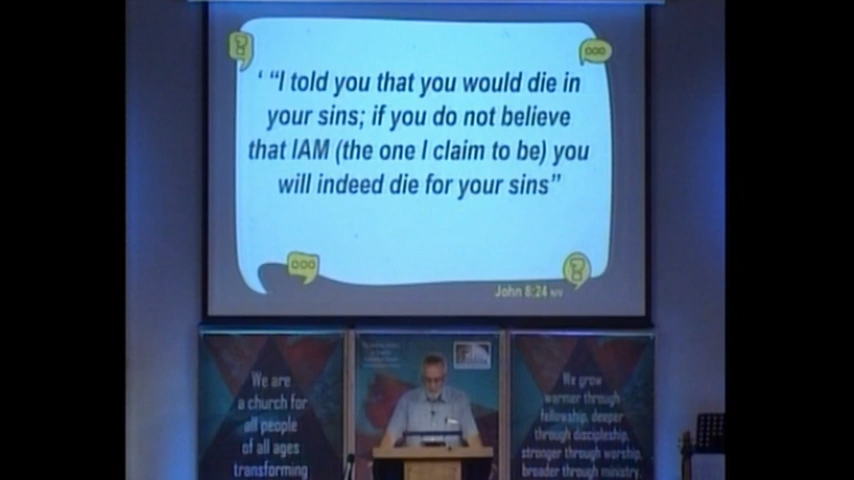 ‘ “I told you that you would die in
your sins; if you do not believe
that IAM (the one I claim to be) you
will indeed die for your sins”
John 8:24 NIV
We are
a church for
all people
of all ages
transforming
We grow
warmer through
fellowship, deeper
through discipleship,
stronger through worship,
broader through ministry,